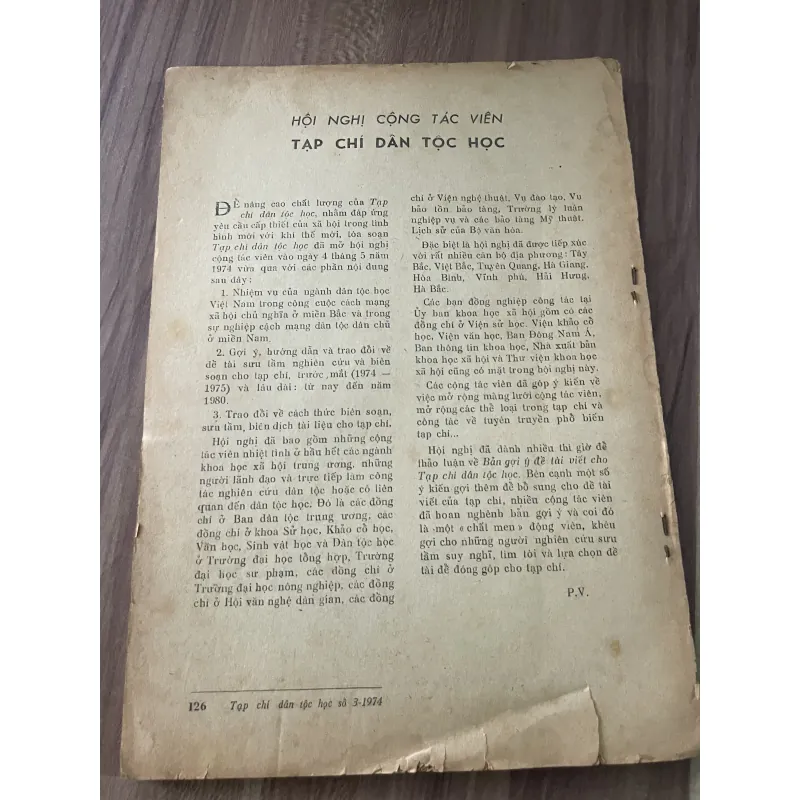 HỘI NGHỊ CỘNG TÁC VIÊN
TẠP CHÍ DÂN TỘC HỌC
ĐỂ nâng cao chất lượng của Tạp
chí dân tộc học, nhằm đáp ứng
yêu cầu cấp thiết của xã hội trong tình
hình mới với khí thế mới, tòa soạn
Tạp chí dân tộc học đã mở hội nghị
cộng tác viên vào ngày 4 tháng 5 năm
1974 vừa qua với các phần nội dung
sau đây:
1. Nhiệm vụ của ngành dân tộc học
Việt Nam trong công cuộc cách mạng
xã hội chủ nghĩa ở miền Bắc và trong
sự nghiệp cách mạng dân tộc dân chủ
ở miền Nam.
2. Gợi ý, hướng dẫn và trao đổi về
đề tài sưu tầm nghiên cứu và biên
soạn cho tạp chí, trước mắt (1974 —
1975) và lâu dài: từ nay đến năm
1980.
3. Trao đổi về cách thức biên soạn,
sưu tầm, biên dịch tài liệu cho tạp chí.
Hội nghị đã bao gồm những cộng
tác viên nhiệt tình ở hầu hết các ngành
khoa học xã hội trung ương, những
người lãnh đạo và trực tiếp làm công
tác nghiên cứu dân tộc hoặc có liên
quan đến dân tộc học. Đó là các đồng
chí ở Ban dân tộc trung ương, các
đồng chí ở khoa Sử học, Khảo cổ học,
Văn học, Sinh vật học và Dân tộc học
ở Trường đại học tổng hợp, Trường
đại học sư phạm, các đồng chí ở
Trường đại học nông nghiệp, các đồng
chí ở Hội văn nghệ dân gian, các đồng
chí ở Viện nghệ thuật, Vụ đào tạo, Vụ
bảo tồn bảo tàng, Trường lý luận
nghiệp vụ và các bảo tàng Mỹ thuật,
Lịch sử của Bộ văn hóa.
Đặc biệt là hội nghị đã được tiếp xúc
với rất nhiều cán bộ địa phương: Tây
Bắc, Việt Bắc, Tuyên Quang, Hà Giang,
Hòa Bình, Vĩnh phú, Hải Hưng,
Hà Bắc.
Các bạn đồng nghiệp công tác tại
Ủy ban khoa học xã hội gồm có các
đồng chí ở Viện sử học, Viện khảo cổ
học, Viện văn học, Ban Đông Nam Á,
Ban thông tin khoa học, Nhà xuất bản
khoa học xã hội và Thư viện khoa học
xã hội cũng có mặt trong hội nghị này.
Các cộng tác viên đã góp ý kiến về
việc mở rộng mạng lưới cộng tác viên,
mở rộng các thể loại trong tạp chí và
công tác về tuyên truyền phổ biến
tạp chí...
Hội nghị đã dành nhiều thì giờ để
thảo luận về Bản gợi ý đề tài viết cho
Tạp chí dân tộc học. Bên cạnh một số
ý kiến gợi thêm để bổ sung cho đề tài
viết của tạp chí, nhiều cộng tác viên
đã hoan nghênh bản gợi ý và coi đó
là một « chất men » động viên, khêu
gợi cho những người nghiên cứu sưu
tầm suy nghĩ, tìm tòi và lựa chọn đề
tài để đóng góp cho tạp chí.
P.V.
126 Tạp chí dân tộc học số 3-1974